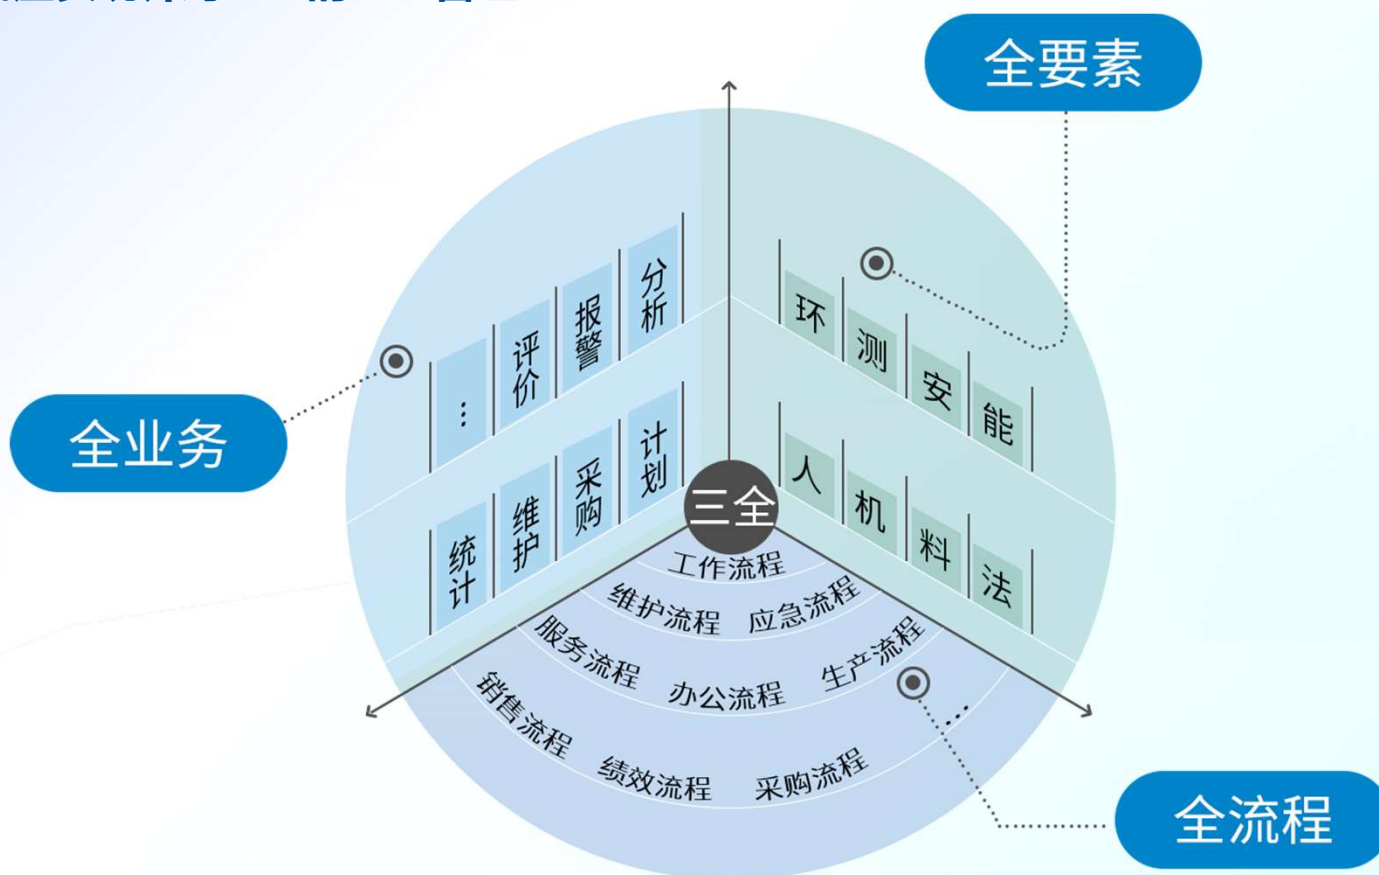 全要素
全业务
全流程
三全
分析
报警
评价
…
计划
采购
维护
统计
环
测
安
能
人
机
料
法
工作流程
维护流程
应急流程
服务流程
办公流程
生产流程
销售流程
绩效流程
采购流程
…